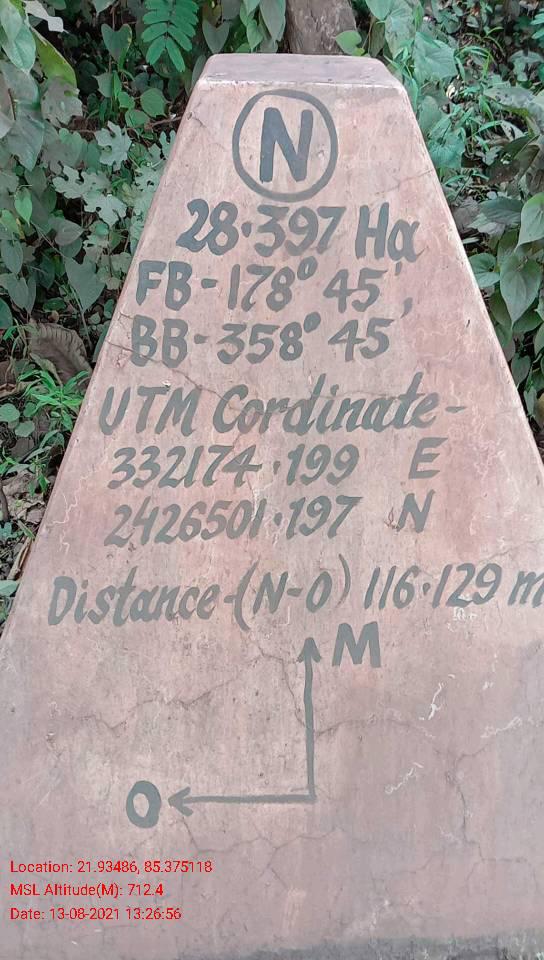 N
28.397 Ha
FB-178° 45',
BB-358° 45'
UTM Cordinate-
332174.199 E
2426501.197 N
Distance-(N-O) 116.129 m
M
O
Location: 21.93486, 85.375118
MSL Altitude(M): 712.4
Date: 13-08-2021 13:26:56